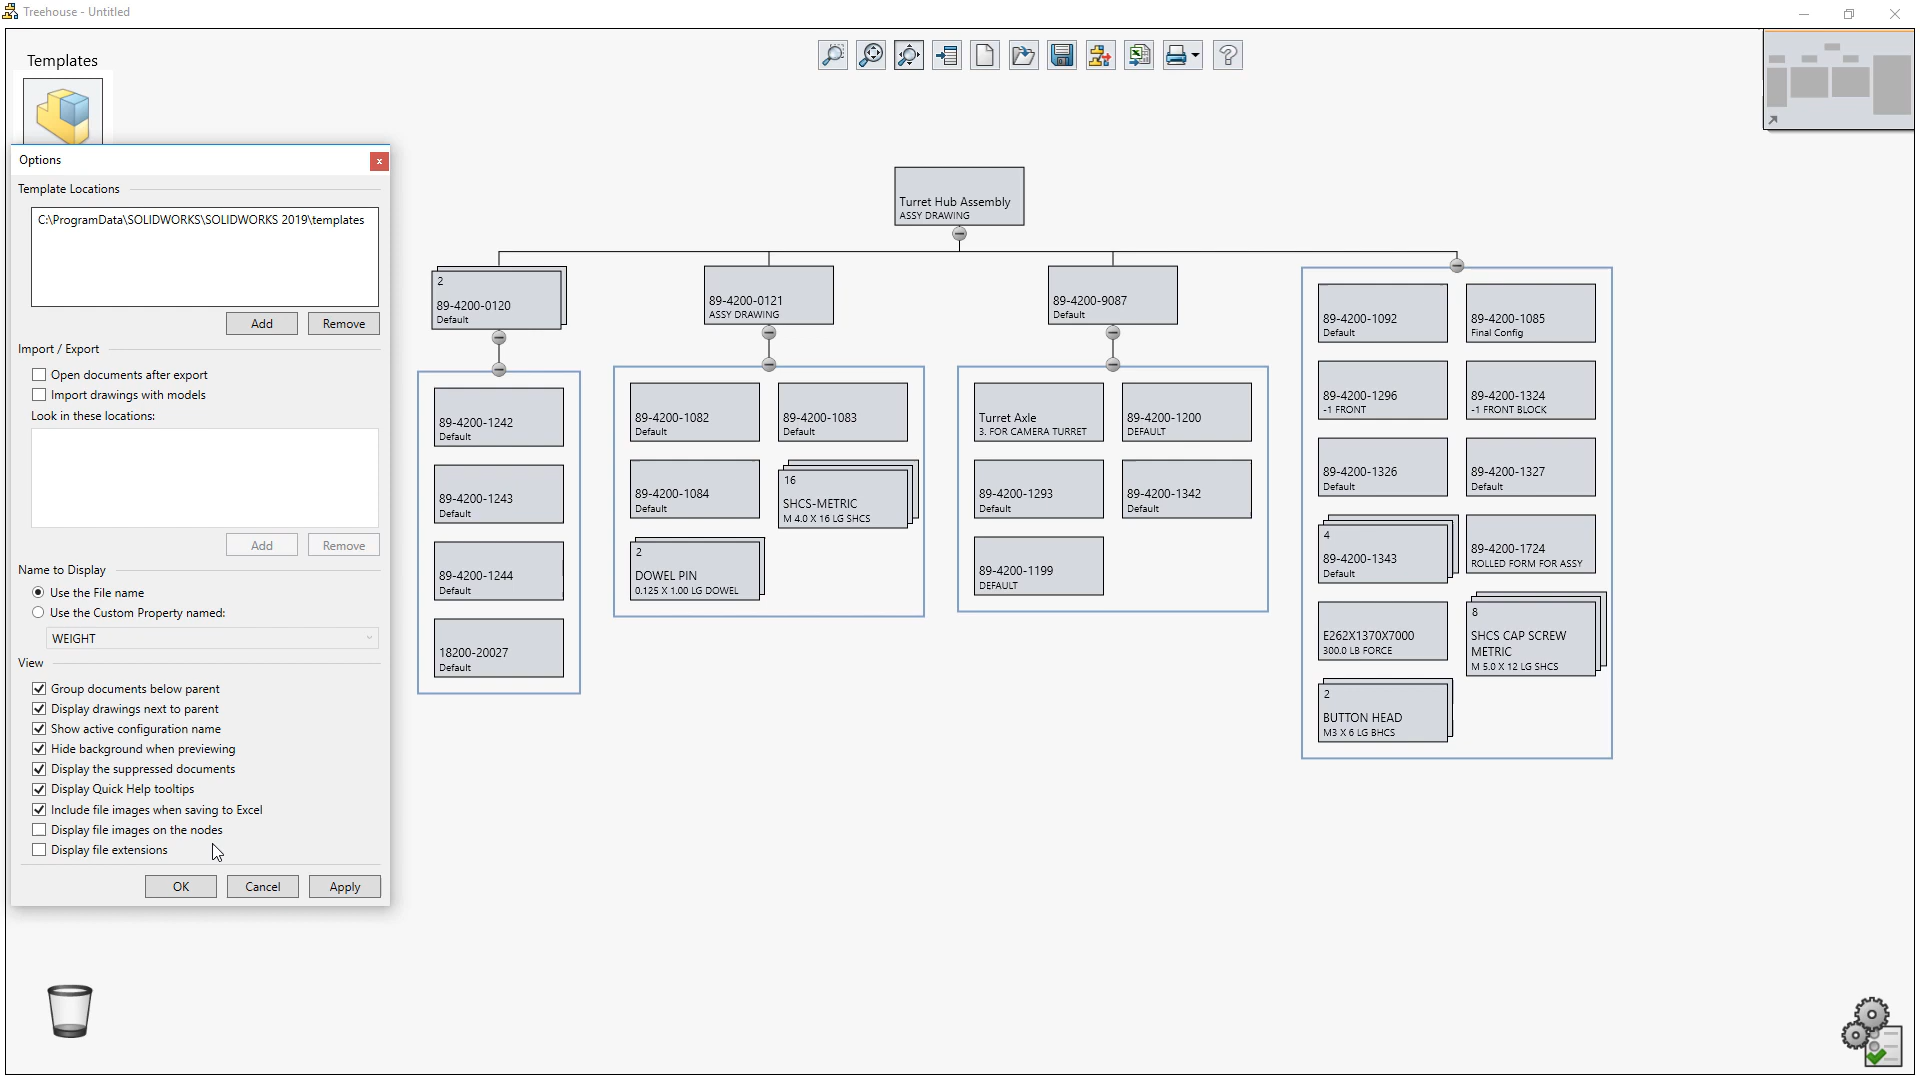 Treehouse - Untitled
Templates
Options
x
Template Locations
C:\ProgramData\SOLIDWORKS\SOLIDWORKS 2019\templates
Add
Remove
Import / Export
Open documents after export
Import drawings with models
Look in these locations:
Add
Remove
Name to Display
Use the File name
Use the Custom Property named:
WEIGHT
View
Group documents below parent
Display drawings next to parent
Show active configuration name
Hide background when previewing
Display the suppressed documents
Display Quick Help tooltips
Include file images when saving to Excel
Display file images on the nodes
Display file extensions
OK
Cancel
Apply
Turret Hub Assembly
ASSY DRAWING
2
89-4200-0120
Default
89-4200-1242
Default
89-4200-1243
Default
89-4200-1244
Default
18200-20027
Default
89-4200-0121
ASSY DRAWING
89-4200-1082
Default
89-4200-1083
Default
89-4200-1084
Default
16
SHCS-METRIC
M 4.0 X 16 LG SHCS
2
DOWEL PIN
0.125 X 1.00 LG DOWEL
89-4200-9087
Default
Turret Axle
3. FOR CAMERA TURRET
89-4200-1200
DEFAULT
89-4200-1293
Default
89-4200-1342
Default
89-4200-1199
DEFAULT
89-4200-1092
Default
89-4200-1085
Final Config
89-4200-1296
-1 FRONT
89-4200-1324
-1 FRONT BLOCK
89-4200-1326
Default
89-4200-1327
Default
4
89-4200-1343
Default
89-4200-1724
ROLLED FORM FOR ASSY
E262X1370X7000
300.0 LB FORCE
8
SHCS CAP SCREW
METRIC
M 5.0 X 12 LG SHCS
2
BUTTON HEAD
M3 X 6 LG BHCS